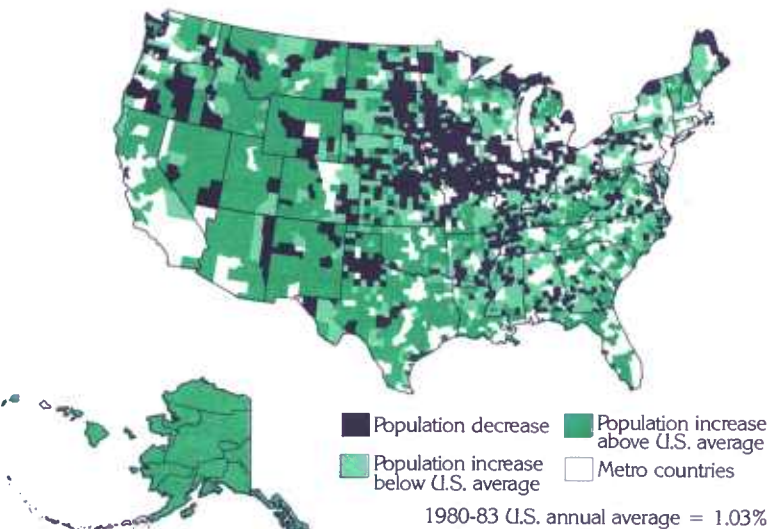 Population decrease
Population increase
above U.S. average
Population increase
below U.S. average
Metro countries
1980-83 U.S. annual average = 1.03%